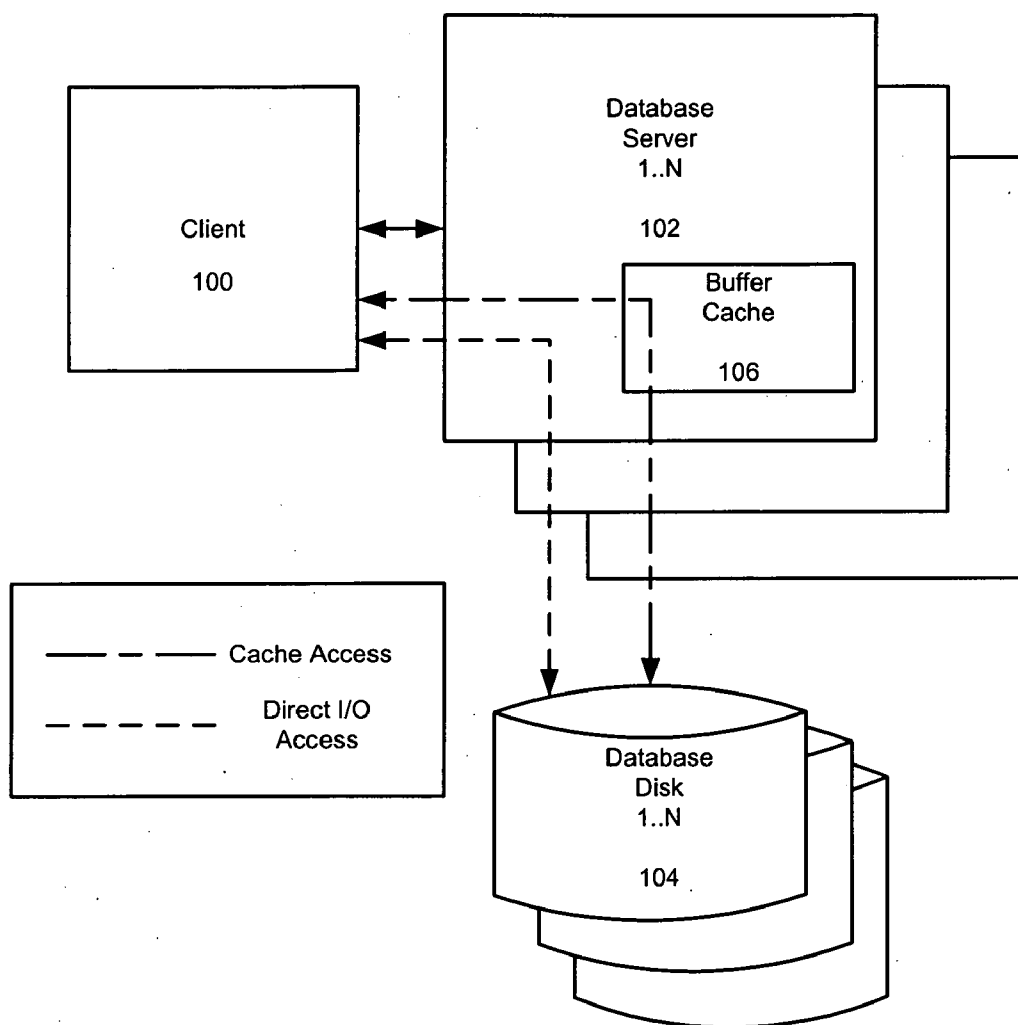 Database
Server
1..N
102
Client
100
Buffer
Cache
106
Cache Access
Direct I/O
Access
Database
Disk
1..N
104